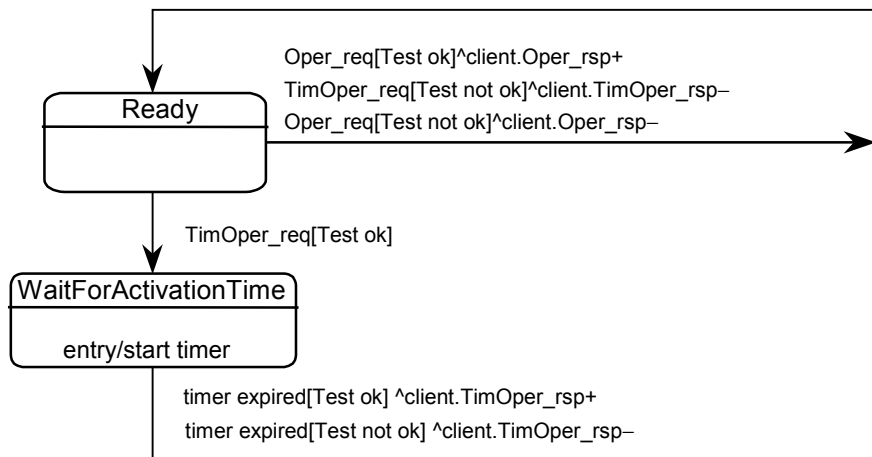 Oper_req[Test ok]^client.Oper_rsp+
TimOper_req[Test not ok]^client.TimOper_rsp–
Oper_req[Test not ok]^client.Oper_rsp–
Ready
TimOper_req[Test ok]
WaitForActivationTime
entry/start timer
timer expired[Test ok] ^client.TimOper_rsp+
timer expired[Test not ok] ^client.TimOper_rsp–